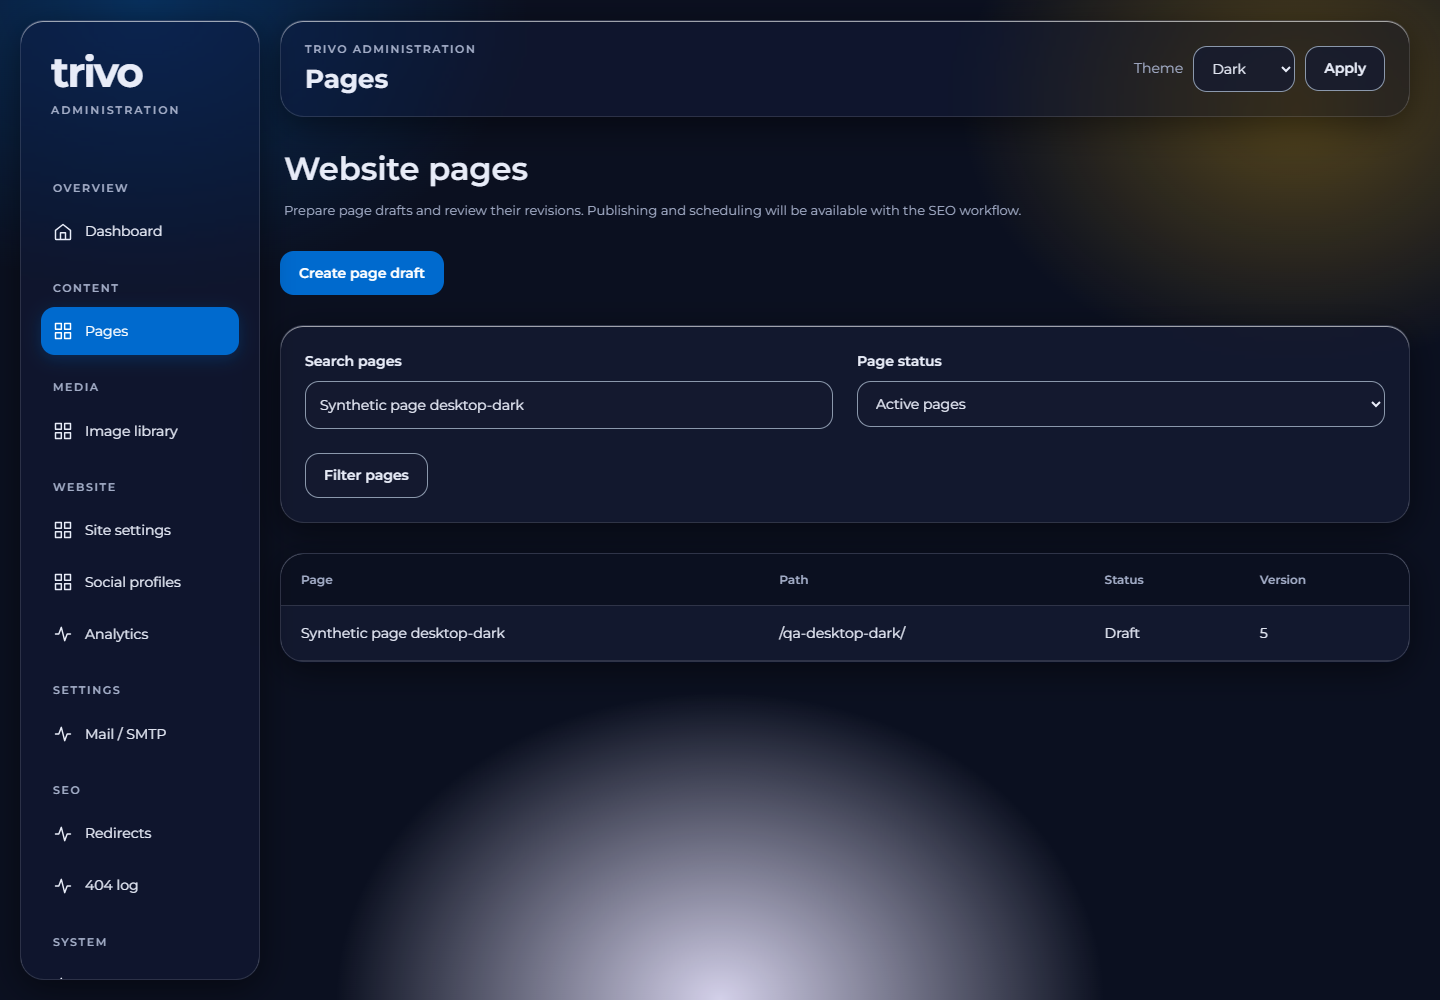 trivo
ADMINISTRATION
OVERVIEW
Dashboard
CONTENT
Pages
MEDIA
Image library
WEBSITE
Site settings
Social profiles
Analytics
SETTINGS
Mail / SMTP
SEO
Redirects
404 log
SYSTEM
TRIVO ADMINISTRATION
Pages
Theme Dark Apply
Website pages
Prepare page drafts and review their revisions. Publishing and scheduling will be available with the SEO workflow.
Create page draft
Search pages Page status
Synthetic page desktop-dark Active pages
Filter pages
Page Path Status Version
Synthetic page desktop-dark /qa-desktop-dark/ Draft 5